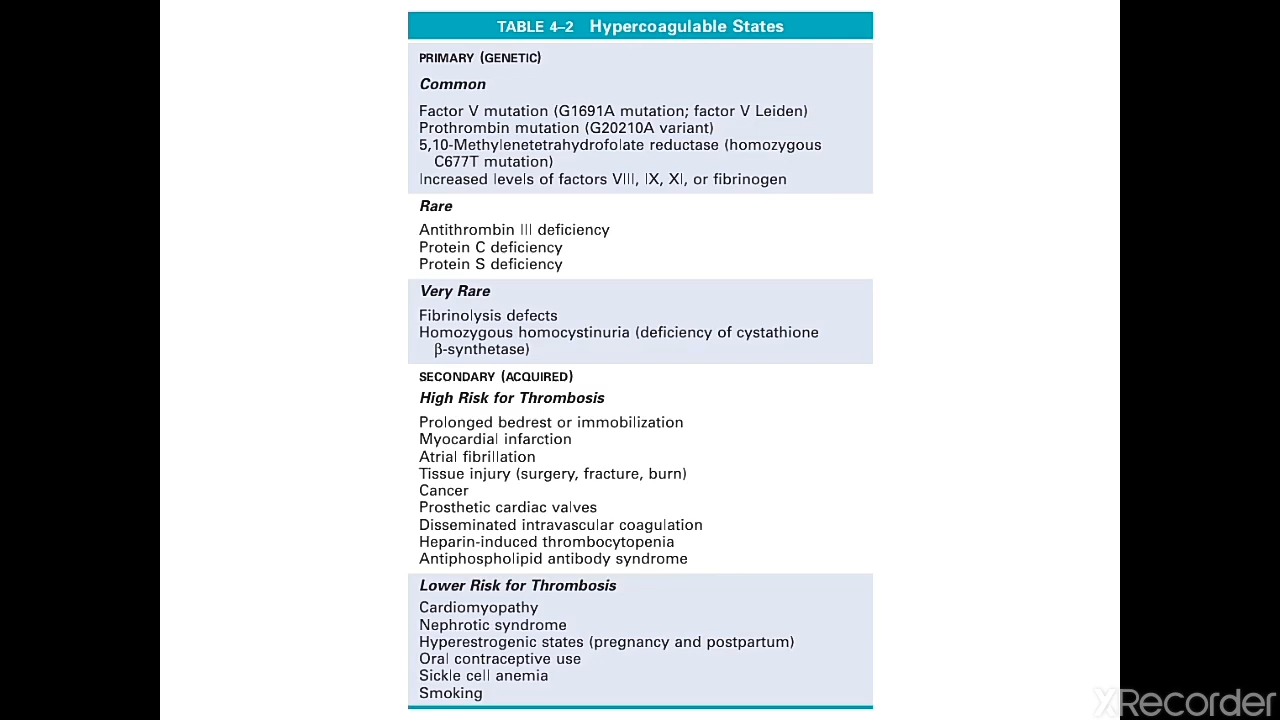 TABLE 4–2 Hypercoagulable States
PRIMARY (GENETIC)
Common
Factor V mutation (G1691A mutation; factor V Leiden)
Prothrombin mutation (G20210A variant)
5,10-Methylenetetrahydrofolate reductase (homozygous
C677T mutation)
Increased levels of factors VIII, IX, XI, or fibrinogen
Rare
Antithrombin III deficiency
Protein C deficiency
Protein S deficiency
Very Rare
Fibrinolysis defects
Homozygous homocystinuria (deficiency of cystathione
β-synthetase)
SECONDARY (ACQUIRED)
High Risk for Thrombosis
Prolonged bedrest or immobilization
Myocardial infarction
Atrial fibrillation
Tissue injury (surgery, fracture, burn)
Cancer
Prosthetic cardiac valves
Disseminated intravascular coagulation
Heparin-induced thrombocytopenia
Antiphospholipid antibody syndrome
Lower Risk for Thrombosis
Cardiomyopathy
Nephrotic syndrome
Hyperestrogenic states (pregnancy and postpartum)
Oral contraceptive use
Sickle cell anemia
Smoking
XRecorder